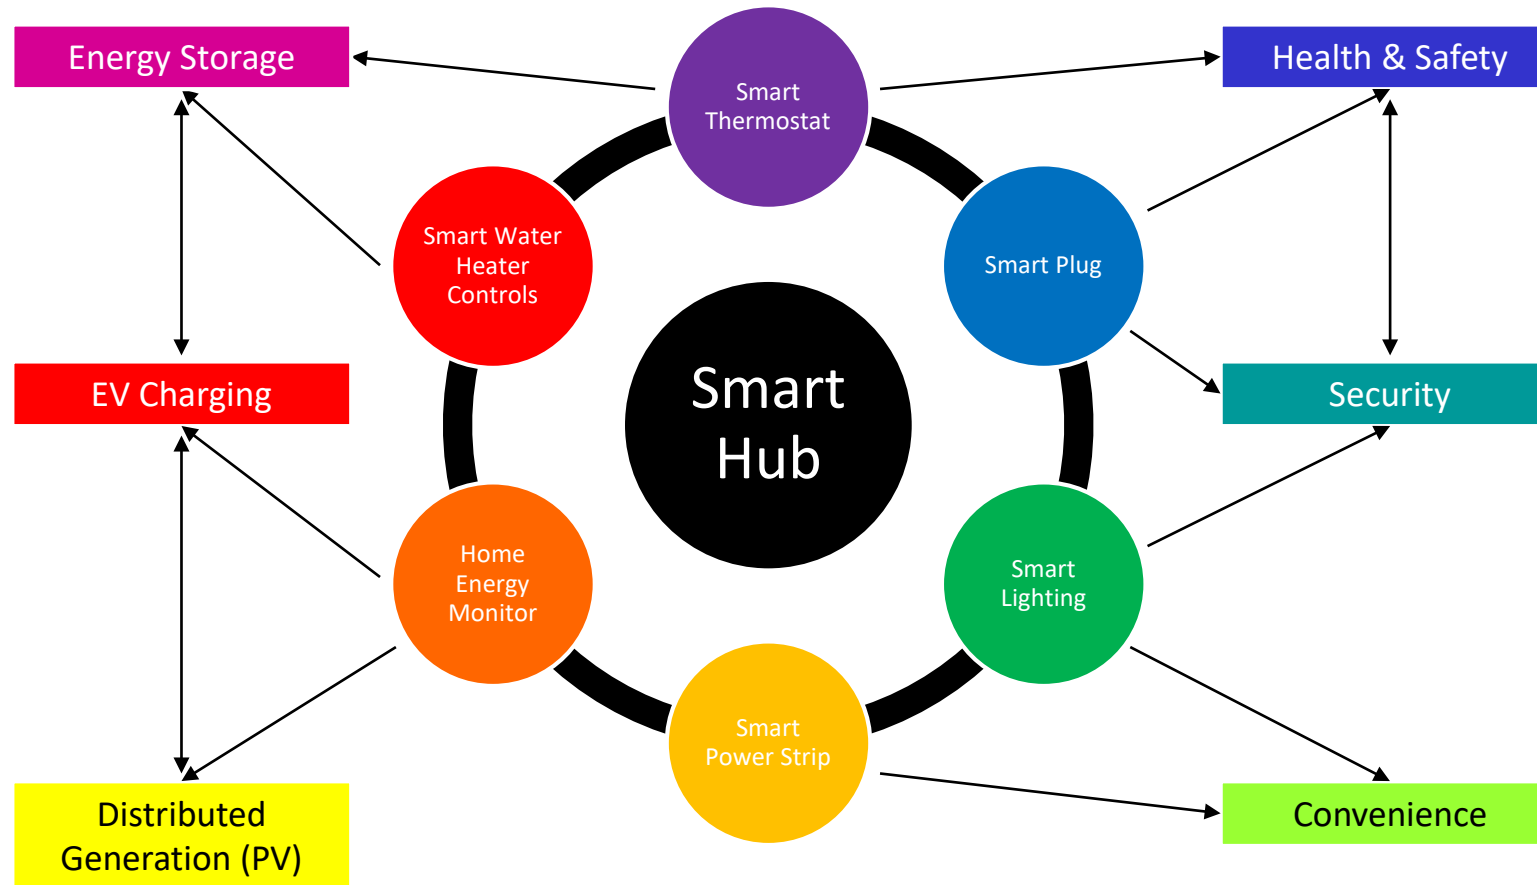 Energy Storage
Smart
Thermostat
Health & Safety
Smart Water
Heater
Controls
Smart Plug
EV Charging
Smart
Hub
Security
Home
Energy
Monitor
Smart
Lighting
Smart
Power Strip
Distributed
Generation (PV)
Convenience